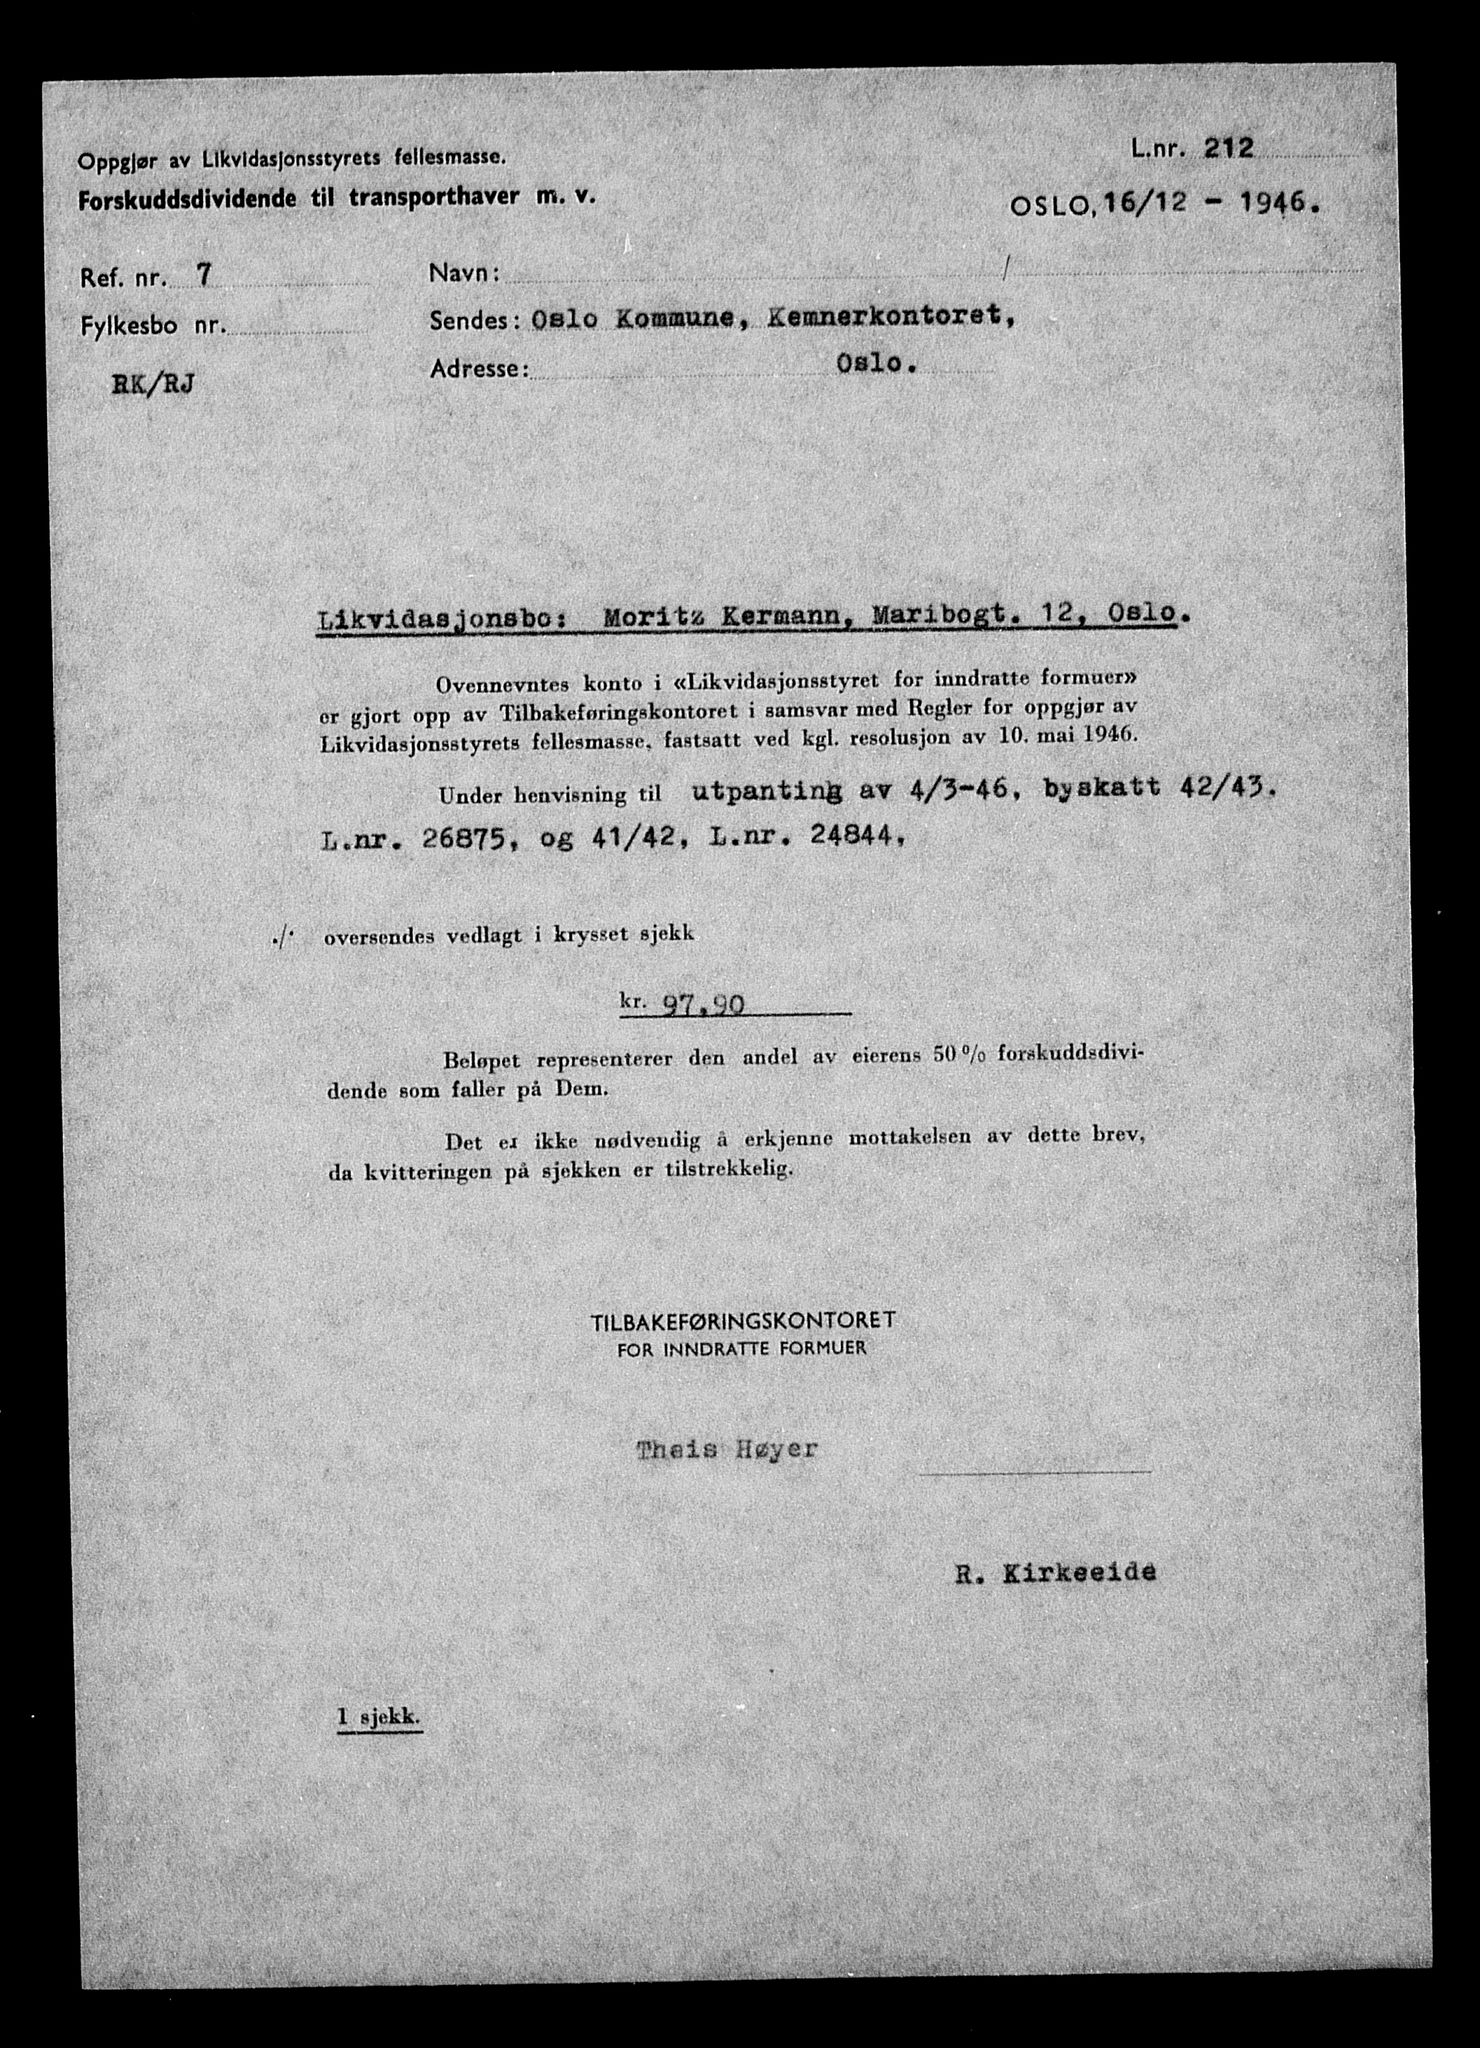 Oppgjør av Likvidasjonsstyrets fellesmasse.
Forskuddsdividende til transporthaver m. v.
L.nr. 212
OSLO, 16/12 - 1946.
Ref. nr. 7
Navn: /
Fylkesbo nr.
Sendes: Oslo Kommune, Kemnerkontoret,
Adresse: Oslo.
RK/RJ
Likvidasjonsbo: Moritz Kermann, Maribogt. 12, Oslo.
Ovennevntes konto i «Likvidasjonsstyret for inndratte formuer»
er gjort opp av Tilbakeføringskontoret i samsvar med Regler for oppgjør av
Likvidasjonsstyrets fellesmasse, fastsatt ved kgl. resolusjon av 10. mai 1946.
Under henvisning til utpanting av 4/3-46, byskatt 42/43.
L.nr. 26875, og 41/42, L.nr. 24844,
./. oversendes vedlagt i krysset sjekk
kr. 97,90
Beløpet representerer den andel av eierens 50 % forskuddsdivi-
dende som faller på Dem.
Det er ikke nødvendig å erkjenne mottakelsen av dette brev,
da kvitteringen på sjekken er tilstrekkelig.
TILBAKEFØRINGSKONTORET
FOR INNDRATTE FORMUER
Theis Høyer
R. Kirkeeide
1 sjekk.